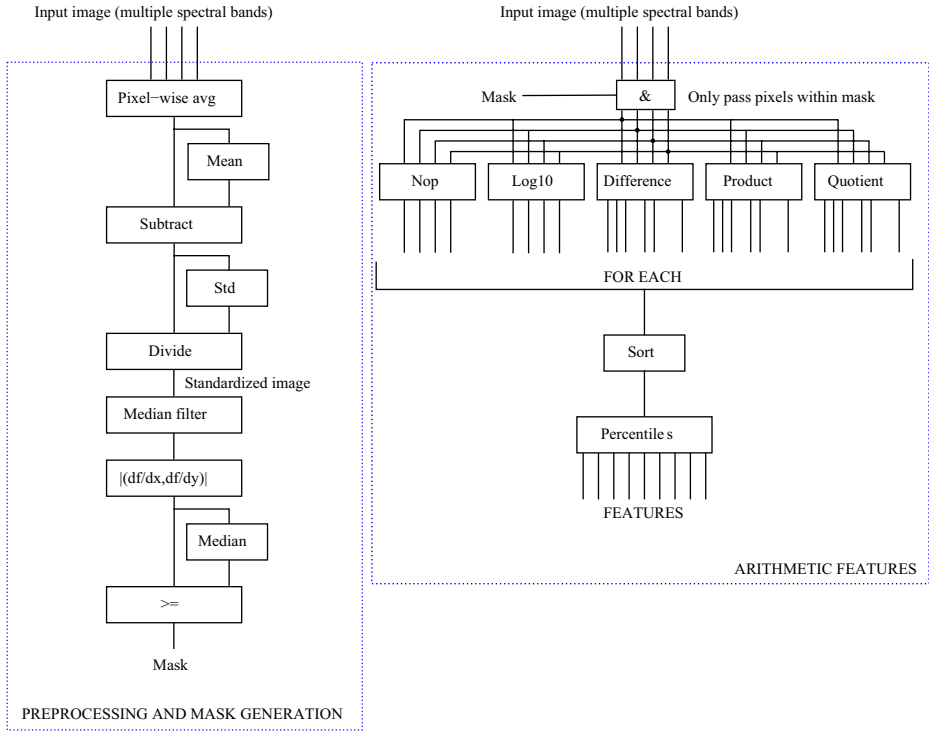 Input image (multiple spectral bands)
Pixel−wise avg
Mean
Subtract
Std
Divide
Standardized image
Median filter
|(df/dx,df/dy)|
Median
>=
Mask
PREPROCESSING AND MASK GENERATION
Input image (multiple spectral bands)
Mask
&
Only pass pixels within mask
Nop
Log10
Difference
Product
Quotient
FOR EACH
Sort
Percentiles
FEATURES
ARITHMETIC FEATURES